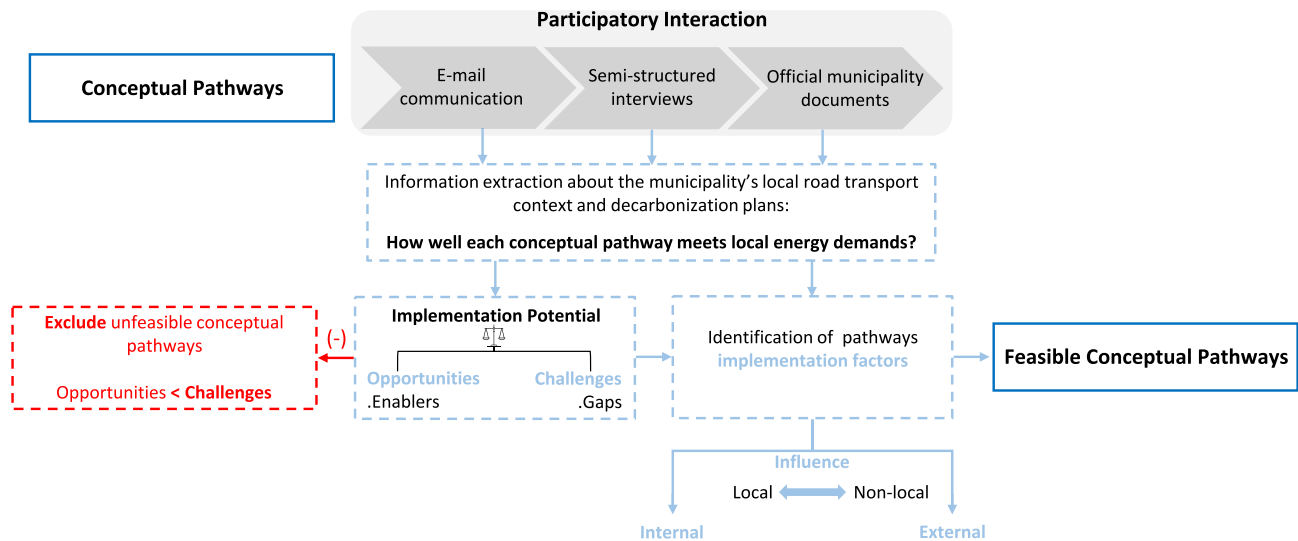 Participatory Interaction
Conceptual Pathways
E-mail
communication
Semi-structured
interviews
Official municipality
documents
Information extraction about the municipality's local road transport
context and decarbonization plans:
How well each conceptual pathway meets local energy demands?
Exclude unfeasible conceptual
pathways
Opportunities < Challenges
(-)
Implementation Potential
Opportunities
.Enablers
Challenges
.Gaps
Identification of pathways
implementation factors
Feasible Conceptual Pathways
Influence
Local
Non-local
Internal
External